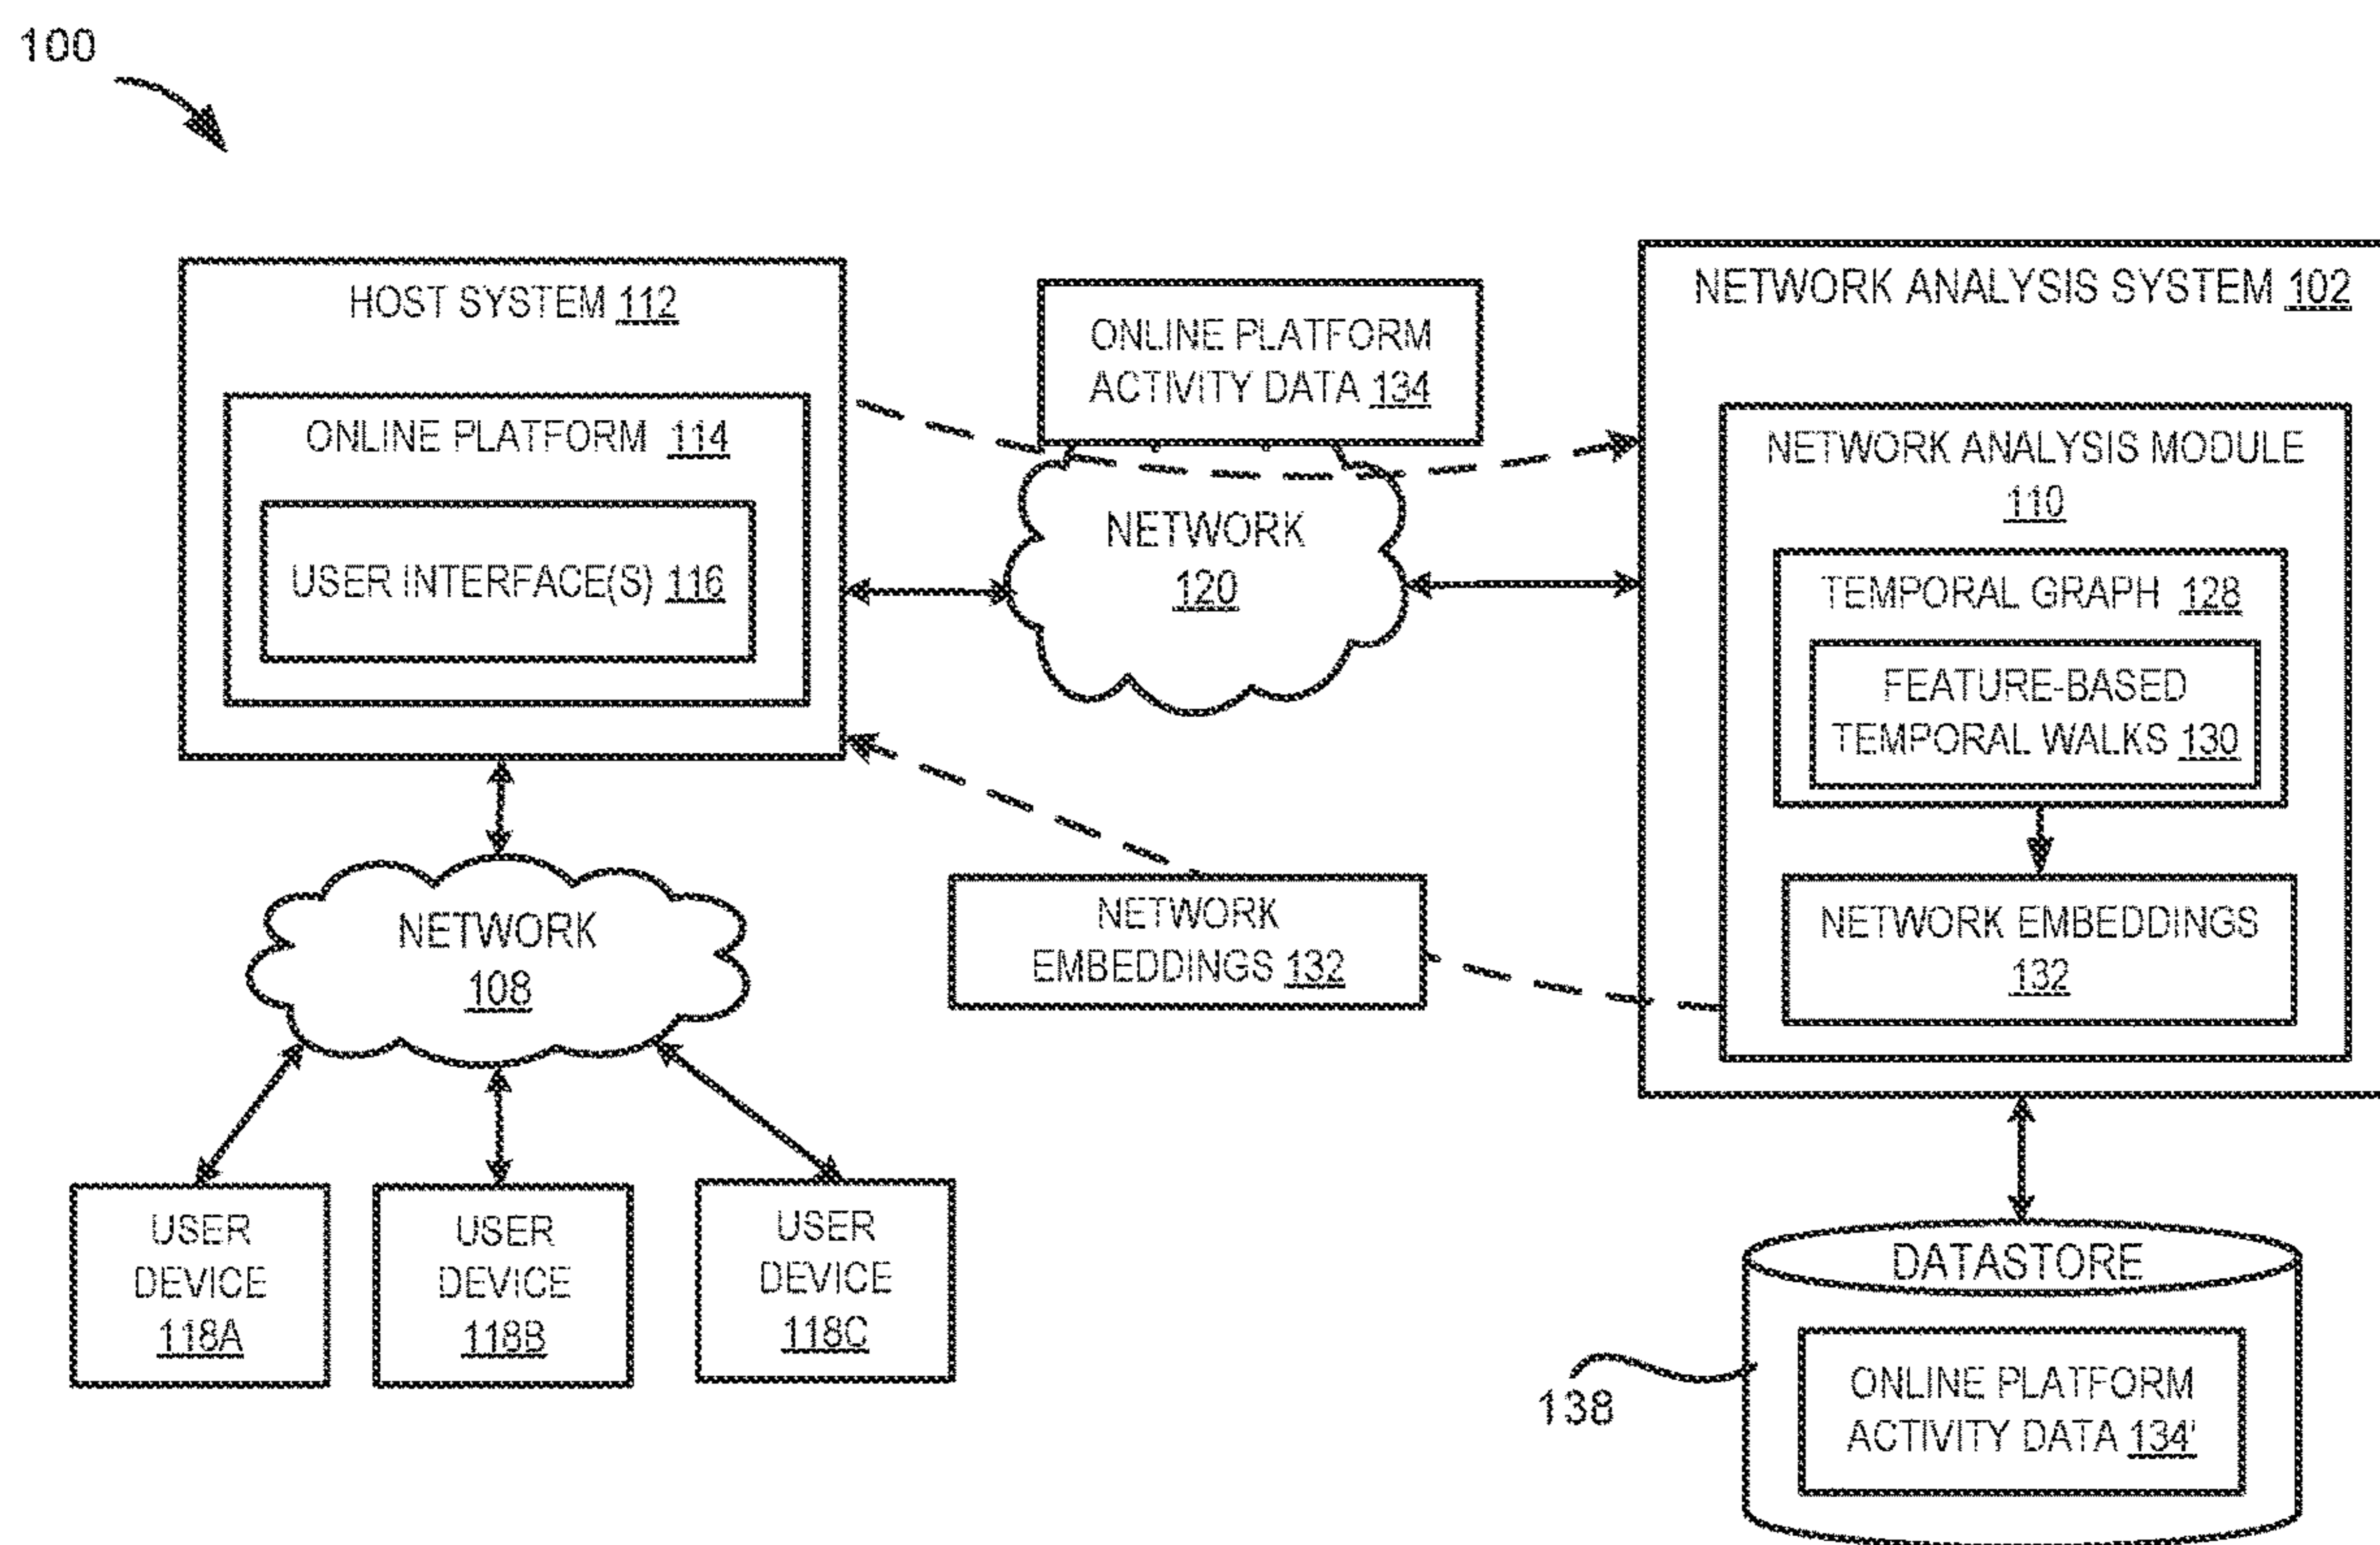 100
HOST SYSTEM 112
ONLINE PLATFORM 114
USER INTERFACE(S) 116
ONLINE PLATFORM
ACTIVITY DATA 134
NETWORK
120
NETWORK ANALYSIS SYSTEM 102
NETWORK ANALYSIS MODULE
110
TEMPORAL GRAPH 128
FEATURE-BASED
TEMPORAL WALKS 130
NETWORK EMBEDDINGS
132
NETWORK
EMBEDDINGS 132
NETWORK
108
USER
DEVICE
118A
USER
DEVICE
118B
USER
DEVICE
118C
DATASTORE
138
ONLINE PLATFORM
ACTIVITY DATA 134'